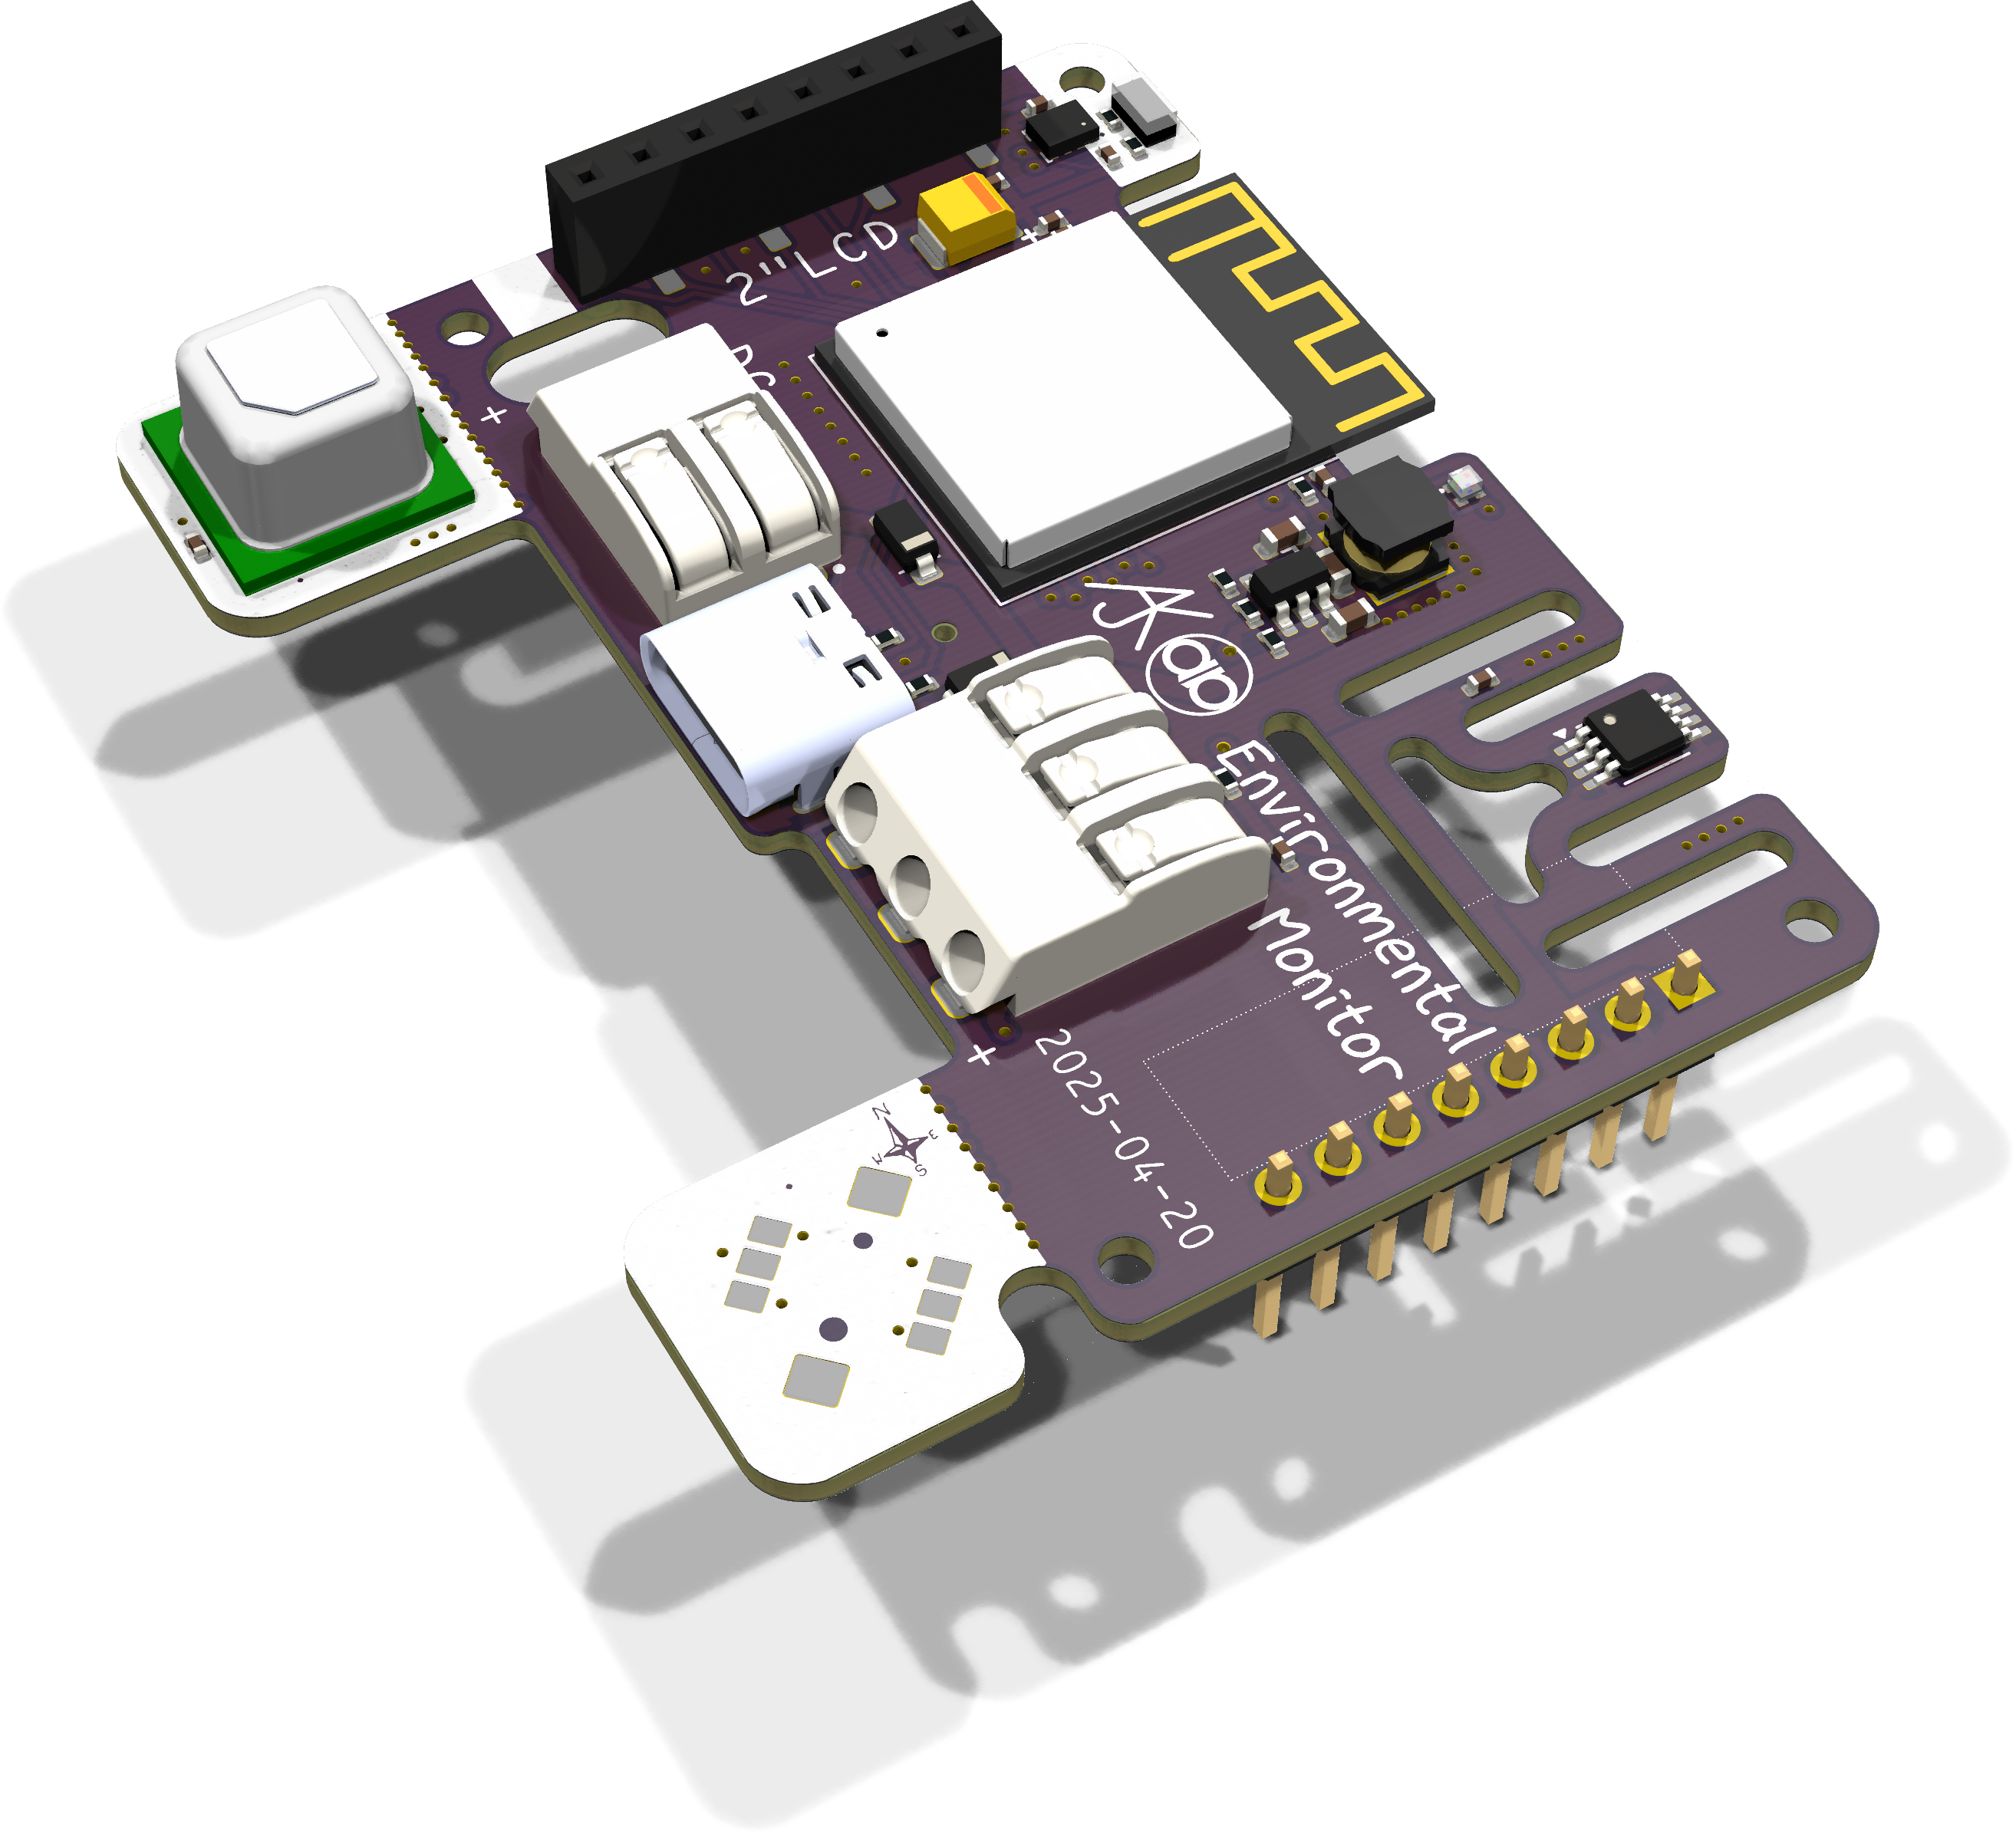 2"LCD
+
+
AK
ab
Environmental
Monitor
2025-04-20
+
N
E
S
W